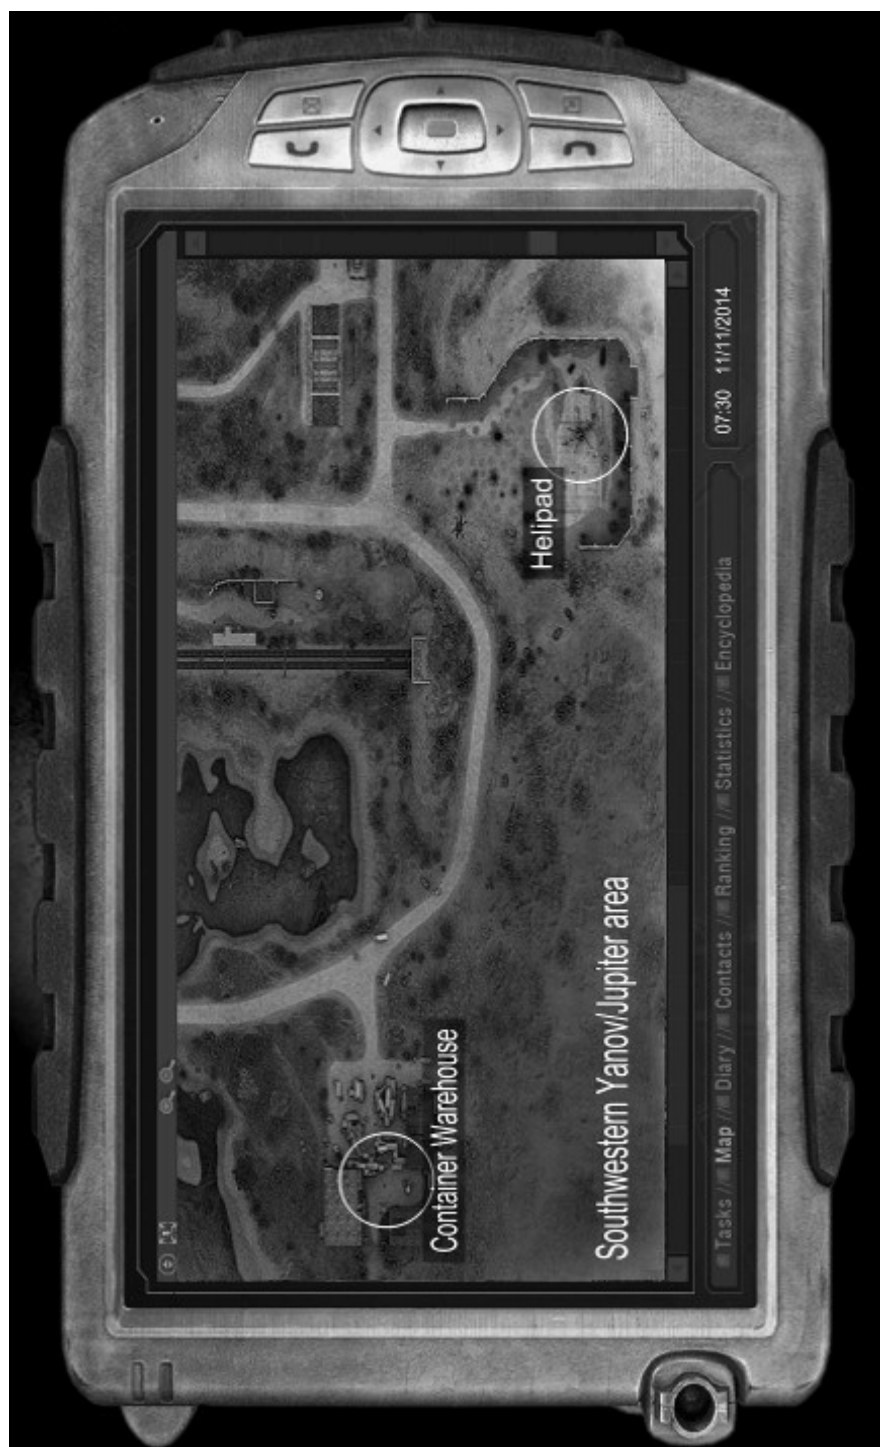 Helipad
Container Warehouse
Southwestern Yanov/Jupiter area
07:30 11/11/2014
Tasks // Map // Diary // Contacts // Ranking // Statistics // Encyclopedia